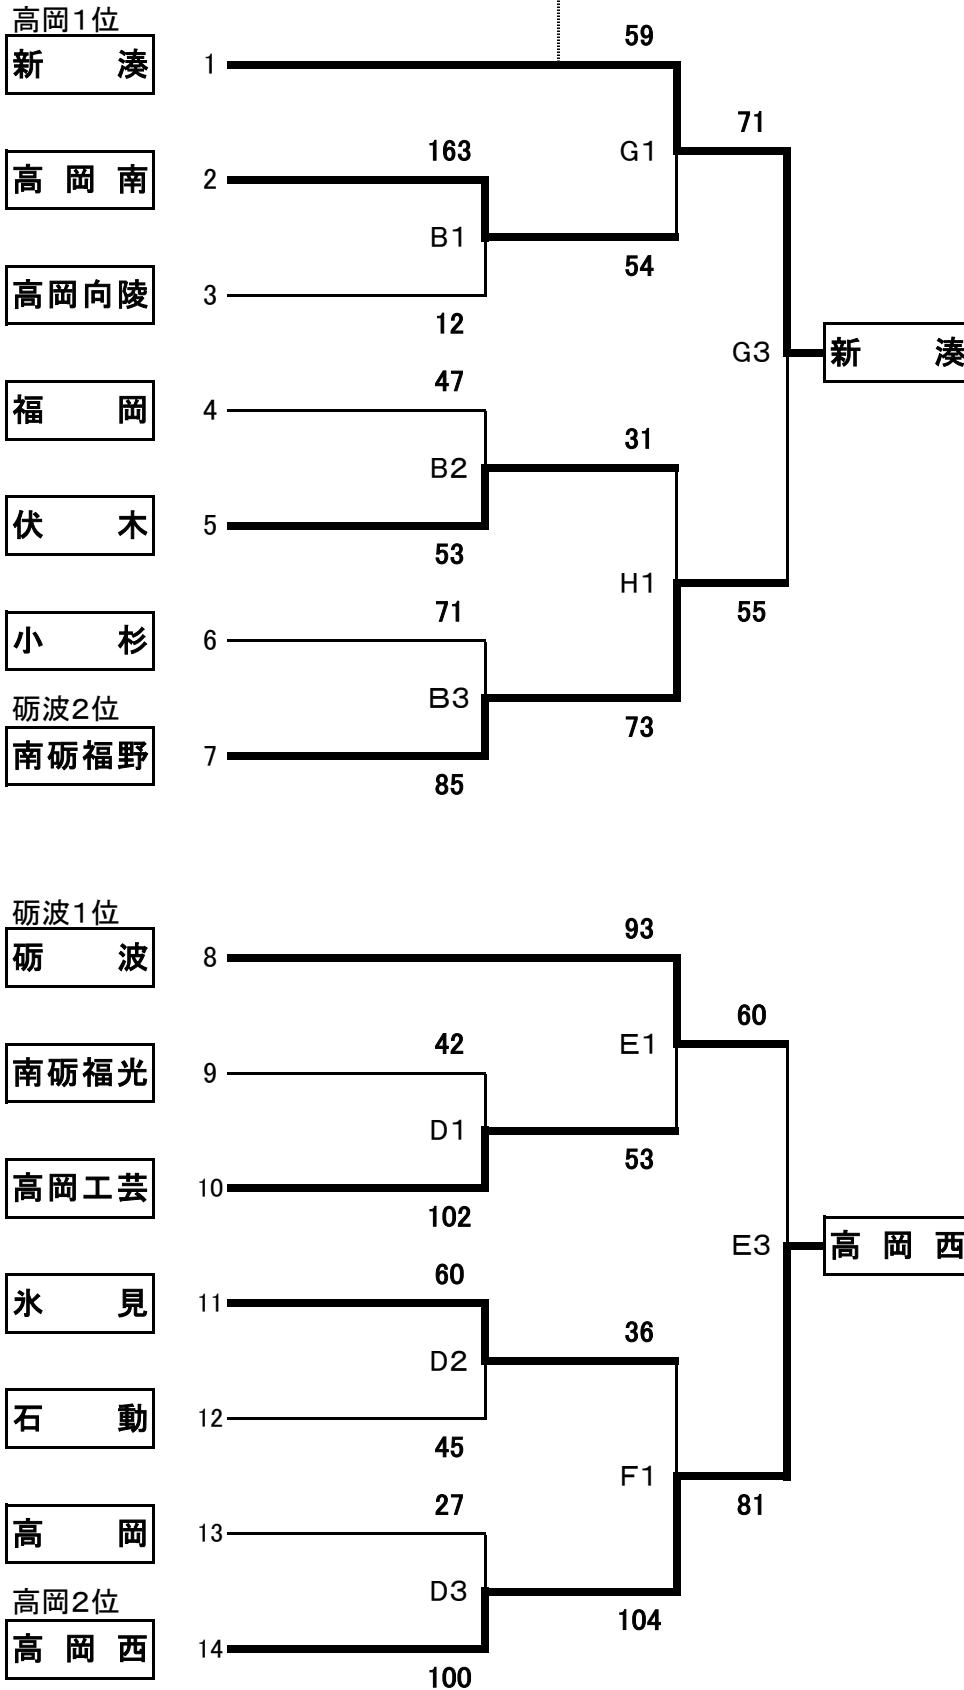 高岡1位
59
新湊 1
71
163 G1
高岡南 2
B1
54
高岡向陵 3
12
G3 新湊
47
福岡 4
31
B2
伏木 5
53
H1
71 55
小杉 6
B3
砺波2位
73
南砺福野 7
85
砺波1位
93
砺波 8
60
42 E1
南砺福光 9
D1
53
高岡工芸 10
102
E3 高岡西
60
氷見 11
36
D2
石動 12
45
F1
27 81
高岡 13
D3
高岡2位
104
高岡西 14
100